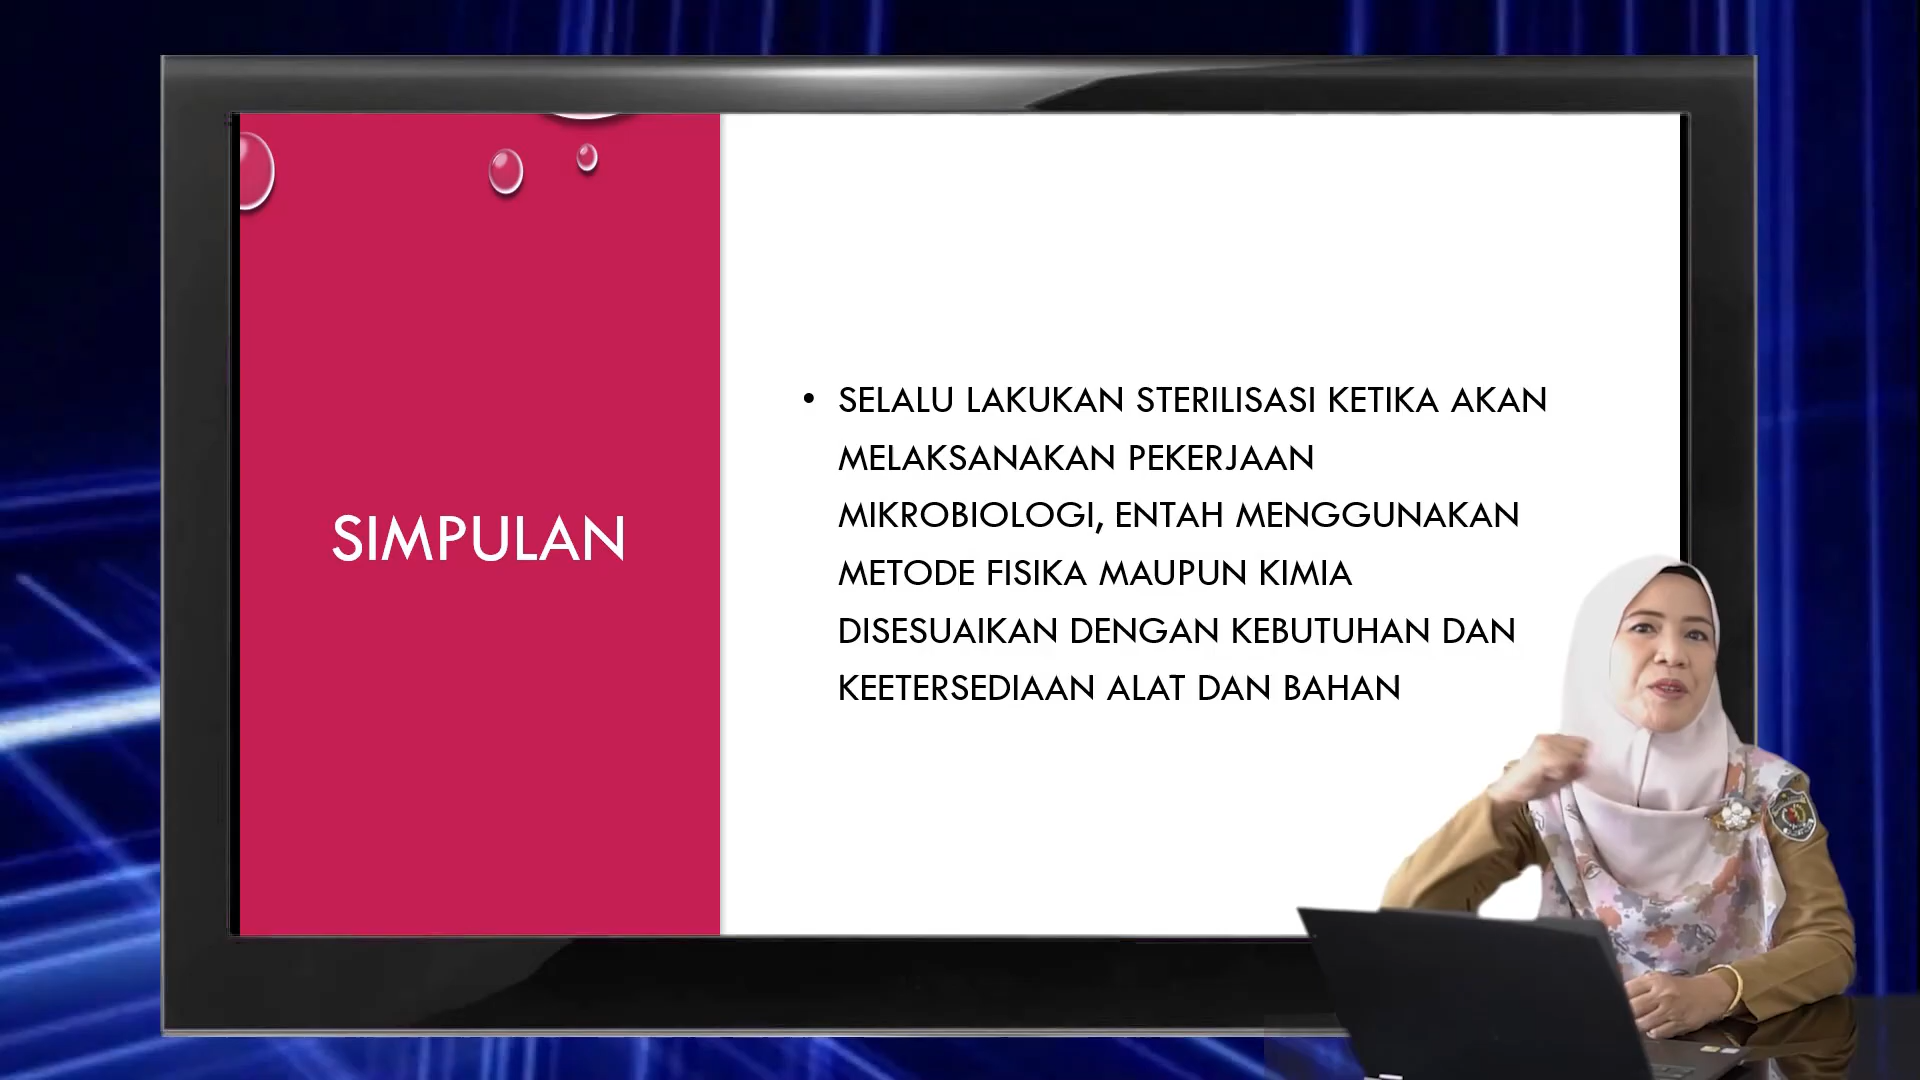 SIMPULAN
• SELALU LAKUKAN STERILISASI KETIKA AKAN
MELAKSANAKAN PEKERJAAN
MIKROBIOLOGI, ENTAH MENGGUNAKAN
METODE FISIKA MAUPUN KIMIA
DISESUAIKAN DENGAN KEBUTUHAN DAN
KEETERSEDIAAN ALAT DAN BAHAN